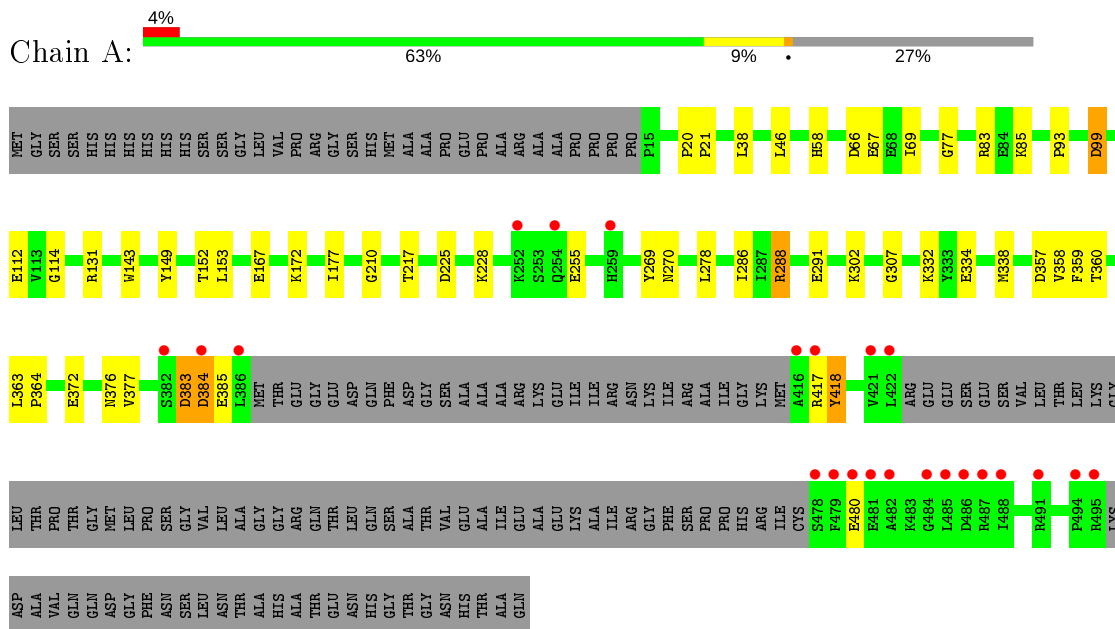 4%
Chain A:
63% 9% • 27%
MET GLY SER SER HIS HIS HIS HIS HIS HIS SER SER GLY LEU VAL PRO ARG GLY SER HIS MET ALA ALA PRO GLU PRO ALA ARG ALA ALA PRO PRO PRO PRO P15 P20 P21 L38 L46 H58 D66 E67 E68 I69 G77 R83 E84 K85 P93 D99
E112 V113 G114 R131 W143 Y149 T152 L153 E167 K172 I177 G210 T217 D225 K228 K252 S253 Q254 E255 H259 Y269 N270 L278 I286 I287 R288 E291 K302 G307 K332 Y333 E334 M338 D357 V358 F359 T360
L363 P364 E372 N376 V377 S382 D383 D384 E385 L386 MET THR GLU GLY GLU ASP GLN PHE ASP GLY SER ALA ALA ALA ARG LYS GLU ILE ILE ARG ASN LYS ILE ARG ALA ILE GLY LYS MET A416 R417 Y418 V421 L422 ARG GLU GLU SER GLU SER VAL LEU THR LEU LYS GLY
LEU THR PRO THR GLY MET LEU PRO SER GLY VAL LEU ALA GLY GLY ARG GLN THR LEU GLN SER ALA THR VAL GLU ALA ILE GLU ALA GLU LYS ALA ILE ARG GLY PHE SER PRO PRO HIS ARG ILE CYS S478 F479 E480 E481 A482 K483 G484 L485 D486 R487 I488 R491 P494 R495 LYS
ASP ALA VAL GLN GLN ASP GLY PHE ASN SER LEU ASN THR ALA HIS ALA THR GLU ASN HIS GLY THR GLY ASN HIS THR ALA GLN